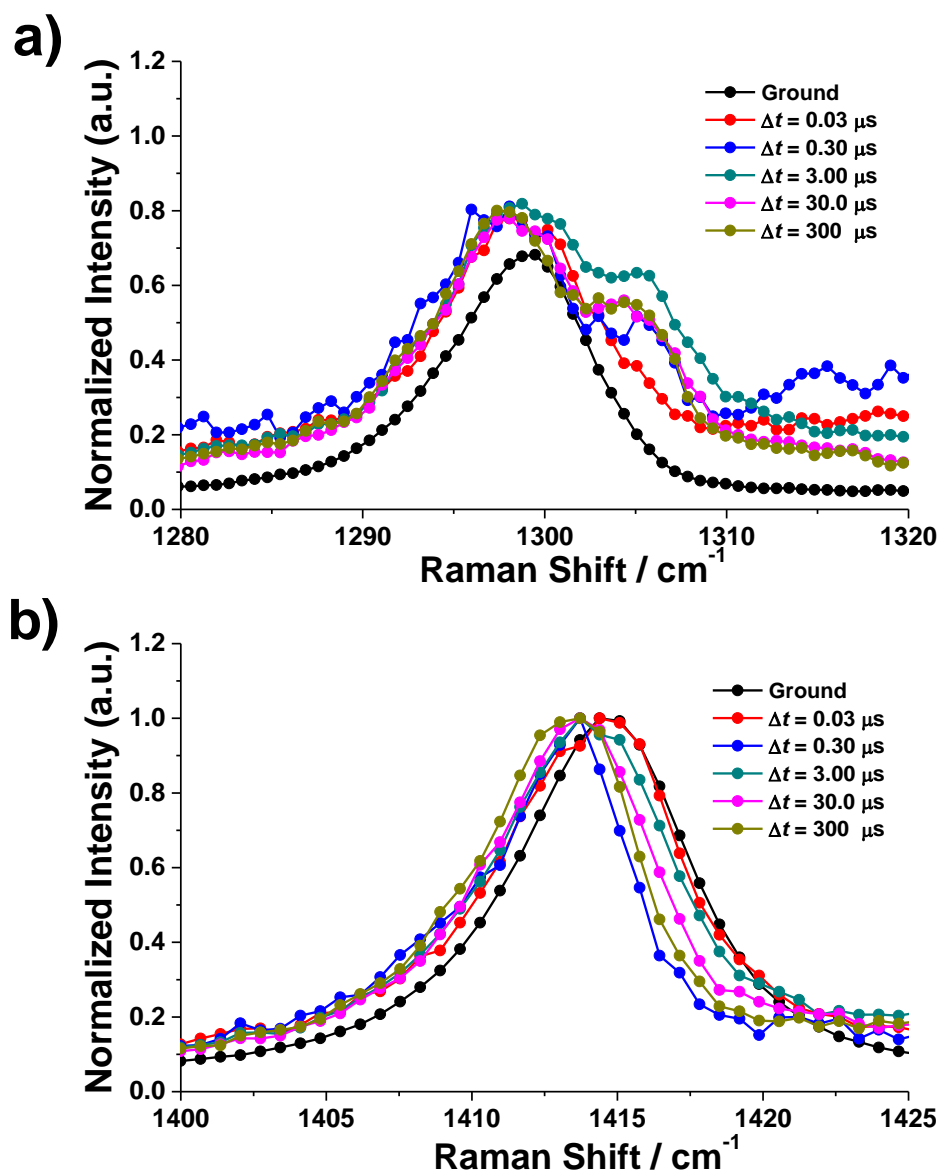 a)
1.2
1.0
0.8
0.6
0.4
0.2
0.0
Normalized Intensity (a.u.)
Ground
Δt = 0.03 μs
Δt = 0.30 μs
Δt = 3.00 μs
Δt = 30.0 μs
Δt = 300 μs
1280 1290 1300 1310 1320
Raman Shift / cm⁻¹
b)
1.2
1.0
0.8
0.6
0.4
0.2
0.0
Normalized Intensity (a.u.)
Ground
Δt = 0.03 μs
Δt = 0.30 μs
Δt = 3.00 μs
Δt = 30.0 μs
Δt = 300 μs
1400 1405 1410 1415 1420 1425
Raman Shift / cm⁻¹